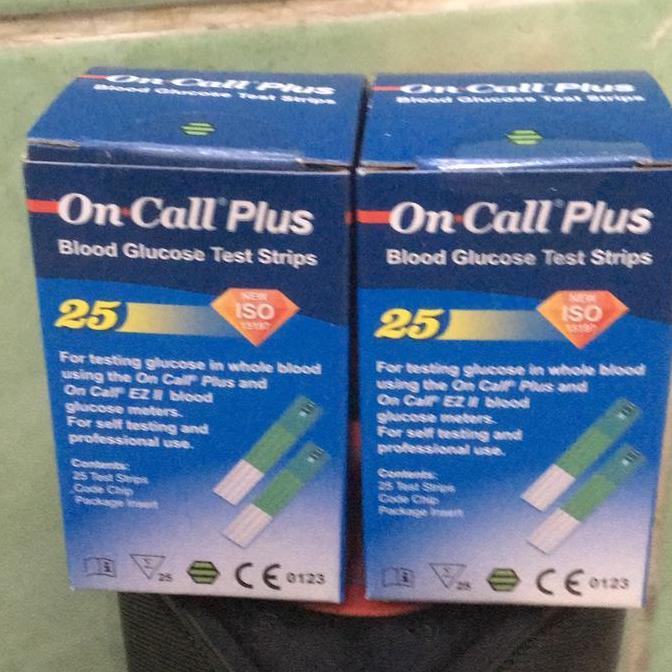 On Call® Plus
Blood Glucose Test Strips
On Call® Plus
Blood Glucose Test Strips
25
NEW
ISO
15197
For testing glucose in whole blood
using the On Call® Plus and
On Call® EZ II blood
glucose meters.
For self testing and
professional use.
Contents:
25 Test Strips
Code Chip
Package Insert
25
CE 0123
On Call® Plus
Blood Glucose Test Strips
On Call® Plus
Blood Glucose Test Strips
25
NEW
ISO
15197
For testing glucose in whole blood
using the On Call® Plus and
On Call® EZ II blood
glucose meters.
For self testing and
professional use.
Contents:
25 Test Strips
Code Chip
Package Insert
25
CE 0123